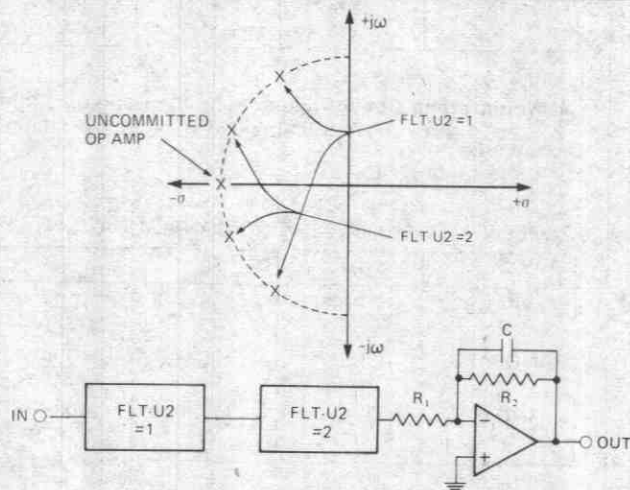 +jω
UNCOMMITTED
OP AMP
FLT·U2=1
-σ
+σ
FLT·U2=2
-jω
C
R₁
R₂
IN
FLT·U2
=1
FLT·U2
=2
−
+
OUT